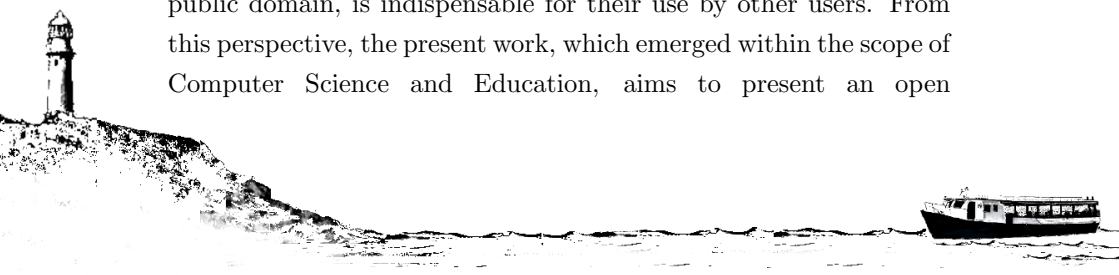 public domain, is indispensable for their use by other users. From
this perspective, the present work, which emerged within the scope of
Computer Science and Education, aims to present an open